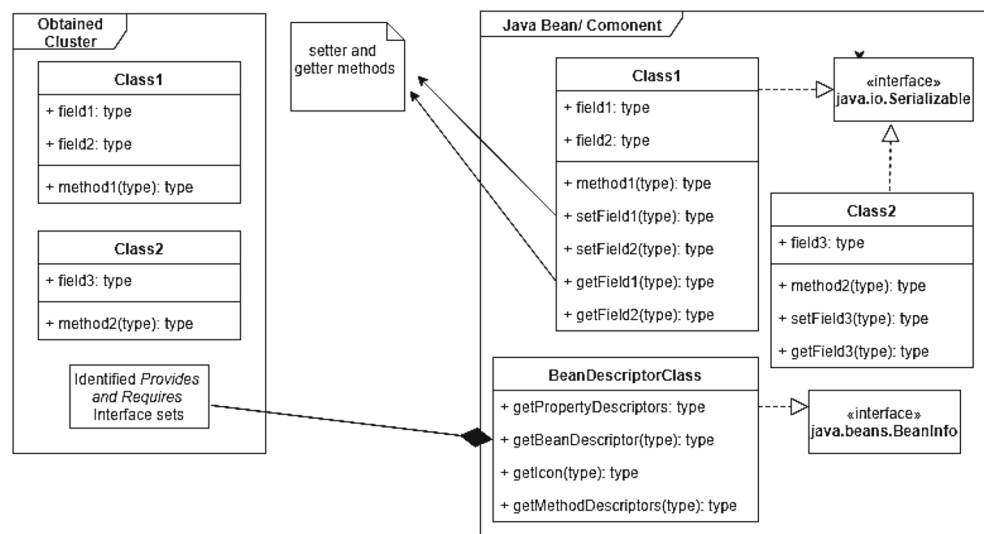 Obtained
Cluster
Class1
+ field1: type
+ field2: type
+ method1(type): type
Class2
+ field3: type
+ method2(type): type
Identified Provides
and Requires
Interface sets
setter and
getter methods
Java Bean/ Comonent
Class1
+ field1: type
+ field2: type
+ method1(type): type
+ setField1(type): type
+ setField2(type): type
+ getField1(type): type
+ getField2(type): type
«interface»
java.io.Serializable
Class2
+ field3: type
+ method2(type): type
+ setField3(type): type
+ getField3(type): type
BeanDescriptorClass
+ getPropertyDescriptors: type
+ getBeanDescriptor(type): type
+ getIcon(type): type
+ getMethodDescriptors(type): type
«interface»
java.beans.BeanInfo